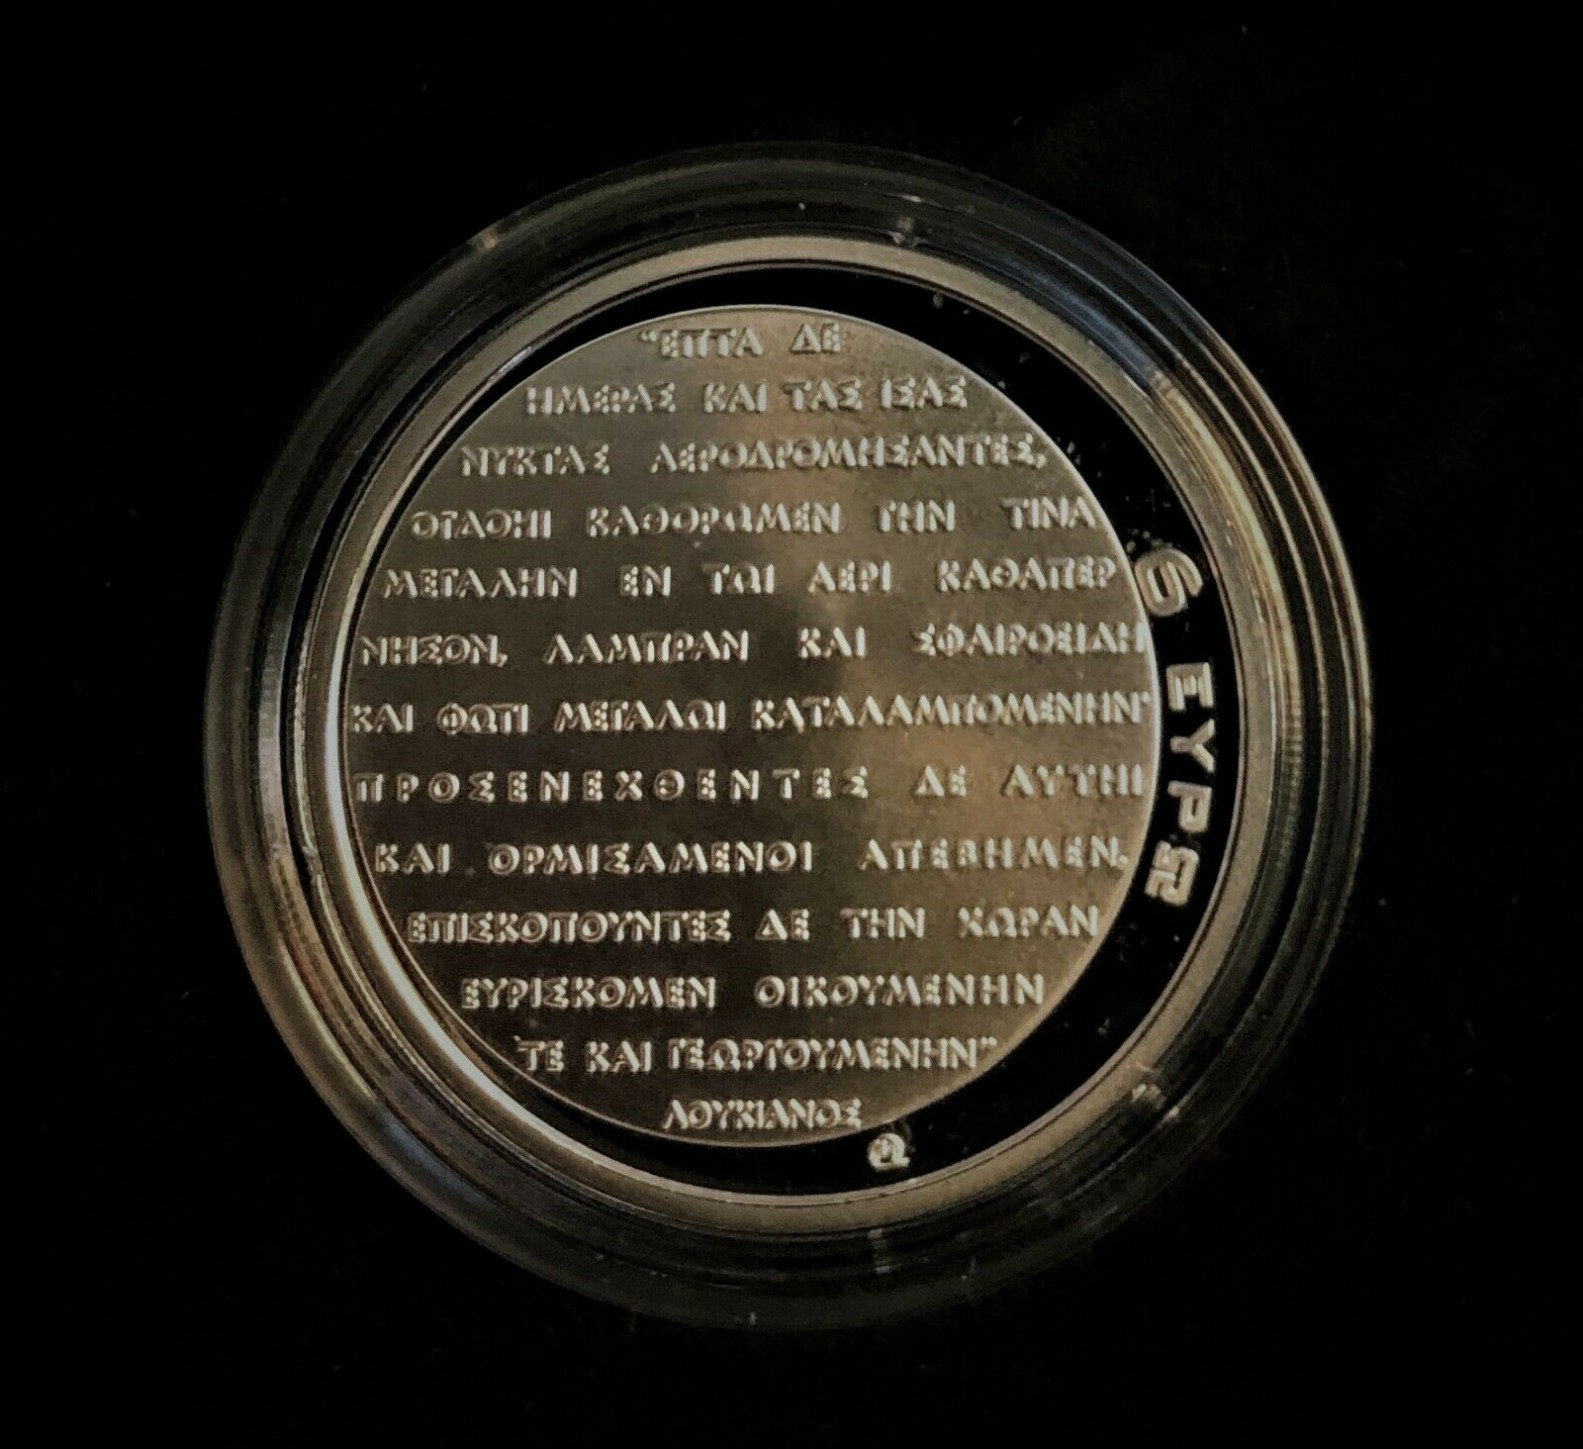 “ΕΠΤΑ ΔΕ
ΗΜΕΡΑΣ ΚΑΙ ΤΑΣ ΙΣΑΣ
ΝΥΚΤΑΣ ΑΕΡΟΔΡΟΜΗΣΑΝΤΕΣ,
ΟΓΔΟΗΙ ΚΑΘΟΡΩΜΕΝ ΓΗΝ ΤΙΝΑ
ΜΕΓΑΛΗΝ ΕΝ ΤΩΙ ΑΕΡΙ ΚΑΘΑΠΕΡ
ΝΗΣΟΝ, ΛΑΜΠΡΑΝ ΚΑΙ ΣΦΑΙΡΟΕΙΔΗ
ΚΑΙ ΦΩΤΙ ΜΕΓΑΛΩΙ ΚΑΤΑΛΑΜΠΟΜΕΝΗΝ·
ΠΡΟΣΕΝΕΧΘΕΝΤΕΣ ΔΕ ΑΥΤΗΙ
ΚΑΙ ΟΡΜΙΣΑΜΕΝΟΙ ΑΠΕΒΗΜΕΝ,
ΕΠΙΣΚΟΠΟΥΝΤΕΣ ΔΕ ΤΗΝ ΧΩΡΑΝ
ΕΥΡΙΣΚΟΜΕΝ ΟΙΚΟΥΜΕΝΗΝ
ΤΕ ΚΑΙ ΓΕΩΡΓΟΥΜΕΝΗΝ”
ΛΟΥΚΙΑΝΟΣ
6 ΕΥΡΩ